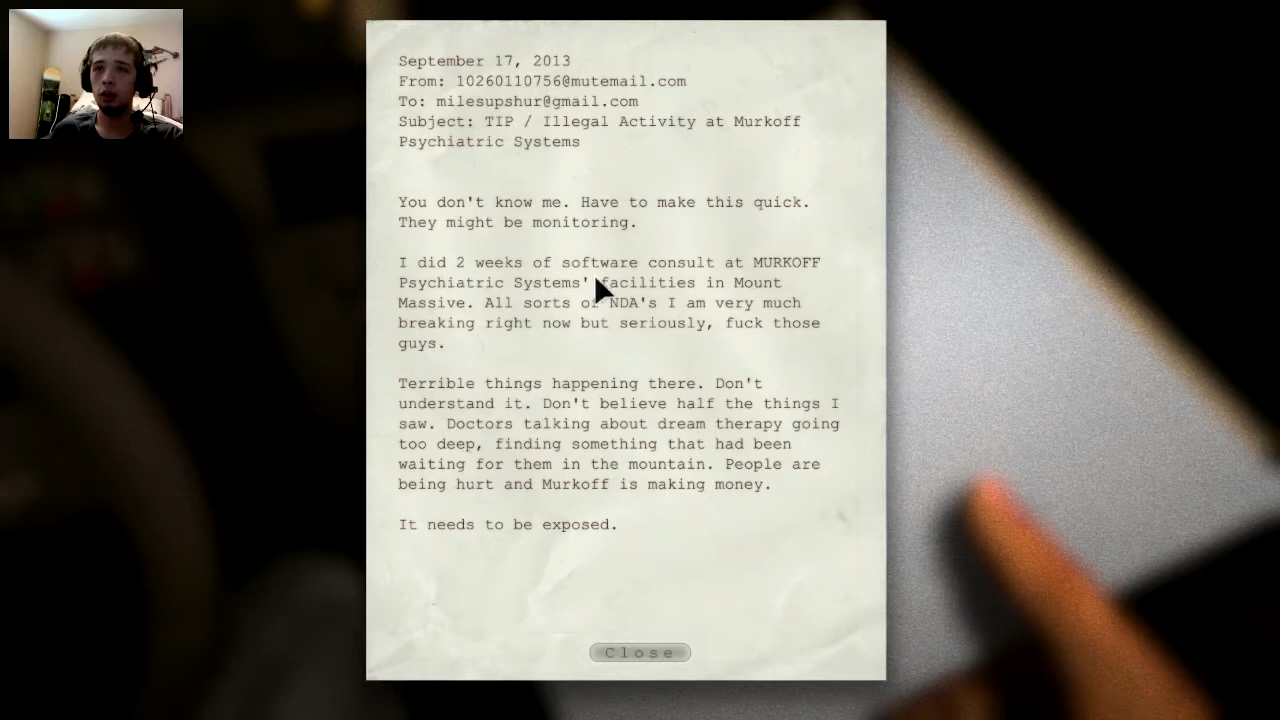 September 17, 2013
From: 10260110756@mutemail.com
To: milesupshur@gmail.com
Subject: TIP / Illegal Activity at Murkoff
Psychiatric Systems
You don't know me. Have to make this quick.
They might be monitoring.
I did 2 weeks of software consult at MURKOFF
Psychiatric Systems' facilities in Mount
Massive. All sorts of NDA's I am very much
breaking right now but seriously, fuck those
guys.
Terrible things happening there. Don't
understand it. Don't believe half the things I
saw. Doctors talking about dream therapy going
too deep, finding something that had been
waiting for them in the mountain. People are
being hurt and Murkoff is making money.
It needs to be exposed.
Close